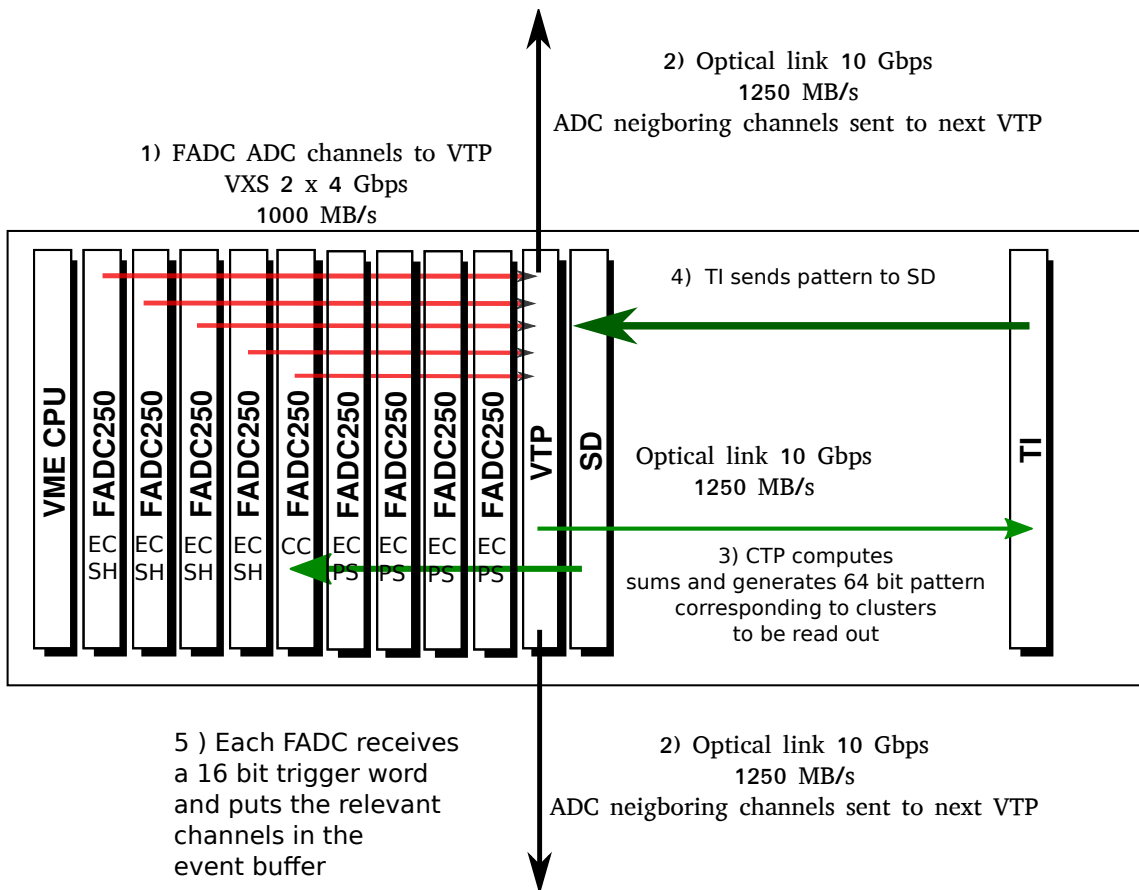 2) Optical link 10 Gbps
1250 MB/s
ADC neigboring channels sent to next VTP
1) FADC ADC channels to VTP
VXS 2 x 4 Gbps
1000 MB/s
4) TI sends pattern to SD
VME CPU
FADC250
EC
SH
FADC250
EC
SH
FADC250
EC
SH
FADC250
EC
SH
FADC250
CC
FADC250
EC
PS
FADC250
EC
PS
FADC250
EC
PS
FADC250
EC
PS
VTP
SD
TI
Optical link 10 Gbps
1250 MB/s
3) CTP computes
sums and generates 64 bit pattern
corresponding to clusters
to be read out
5 ) Each FADC receives
a 16 bit trigger word
and puts the relevant
channels in the
event buffer
2) Optical link 10 Gbps
1250 MB/s
ADC neigboring channels sent to next VTP